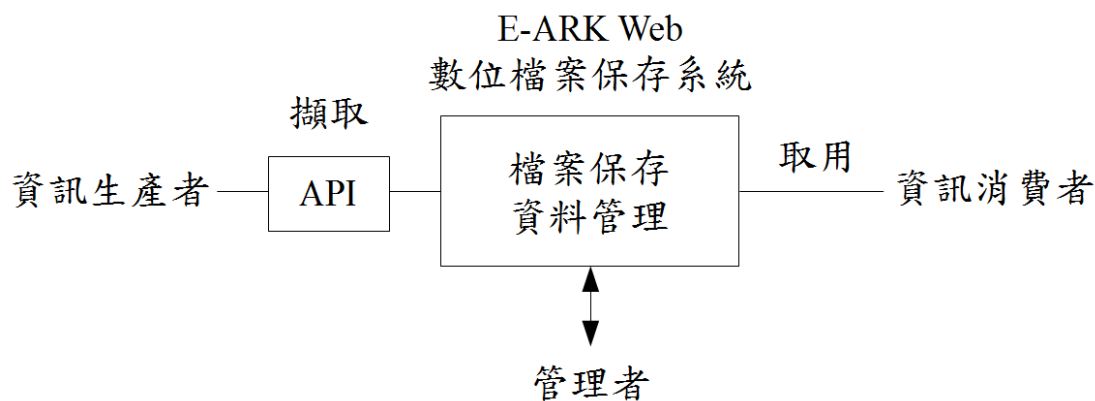 E-ARK Web
數位檔案保存系統
擷取
資訊生產者
API
檔案保存
資料管理
取用
資訊消費者
管理者